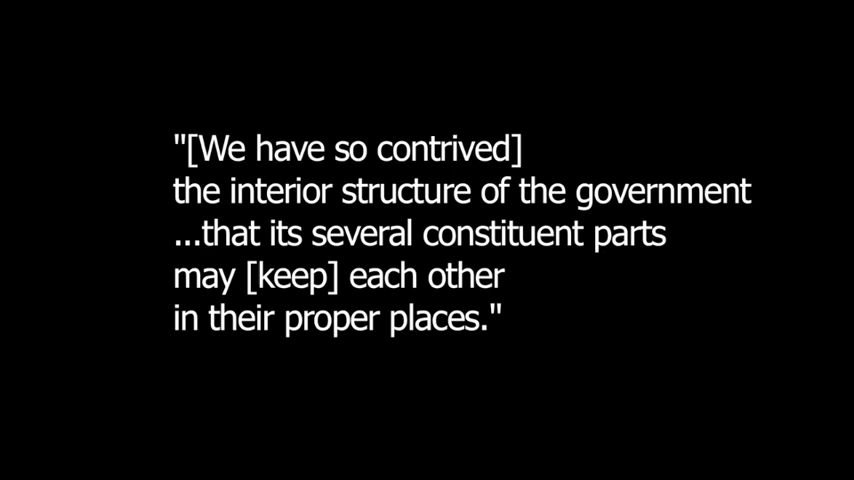 "[We have so contrived]
the interior structure of the government
...that its several constituent parts
may [keep] each other
in their proper places."